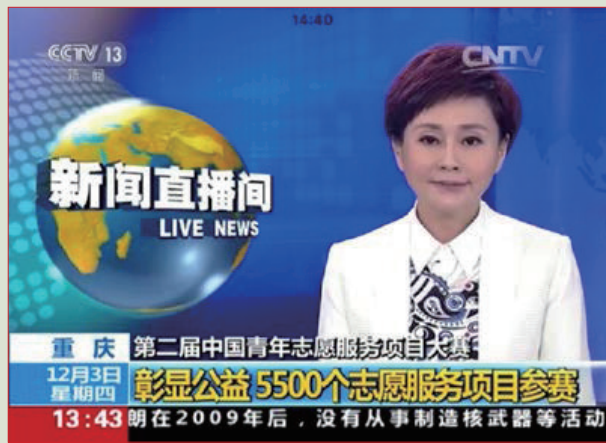 14:40
CCTV 13
新闻
CNTV
新闻直播间
LIVE NEWS
重庆
第二届中国青年志愿服务项目大赛
12月3日
星期四
彰显公益 5500个志愿服务项目参赛
13:43
朗在2009年后，没有从事制造核武器等活动